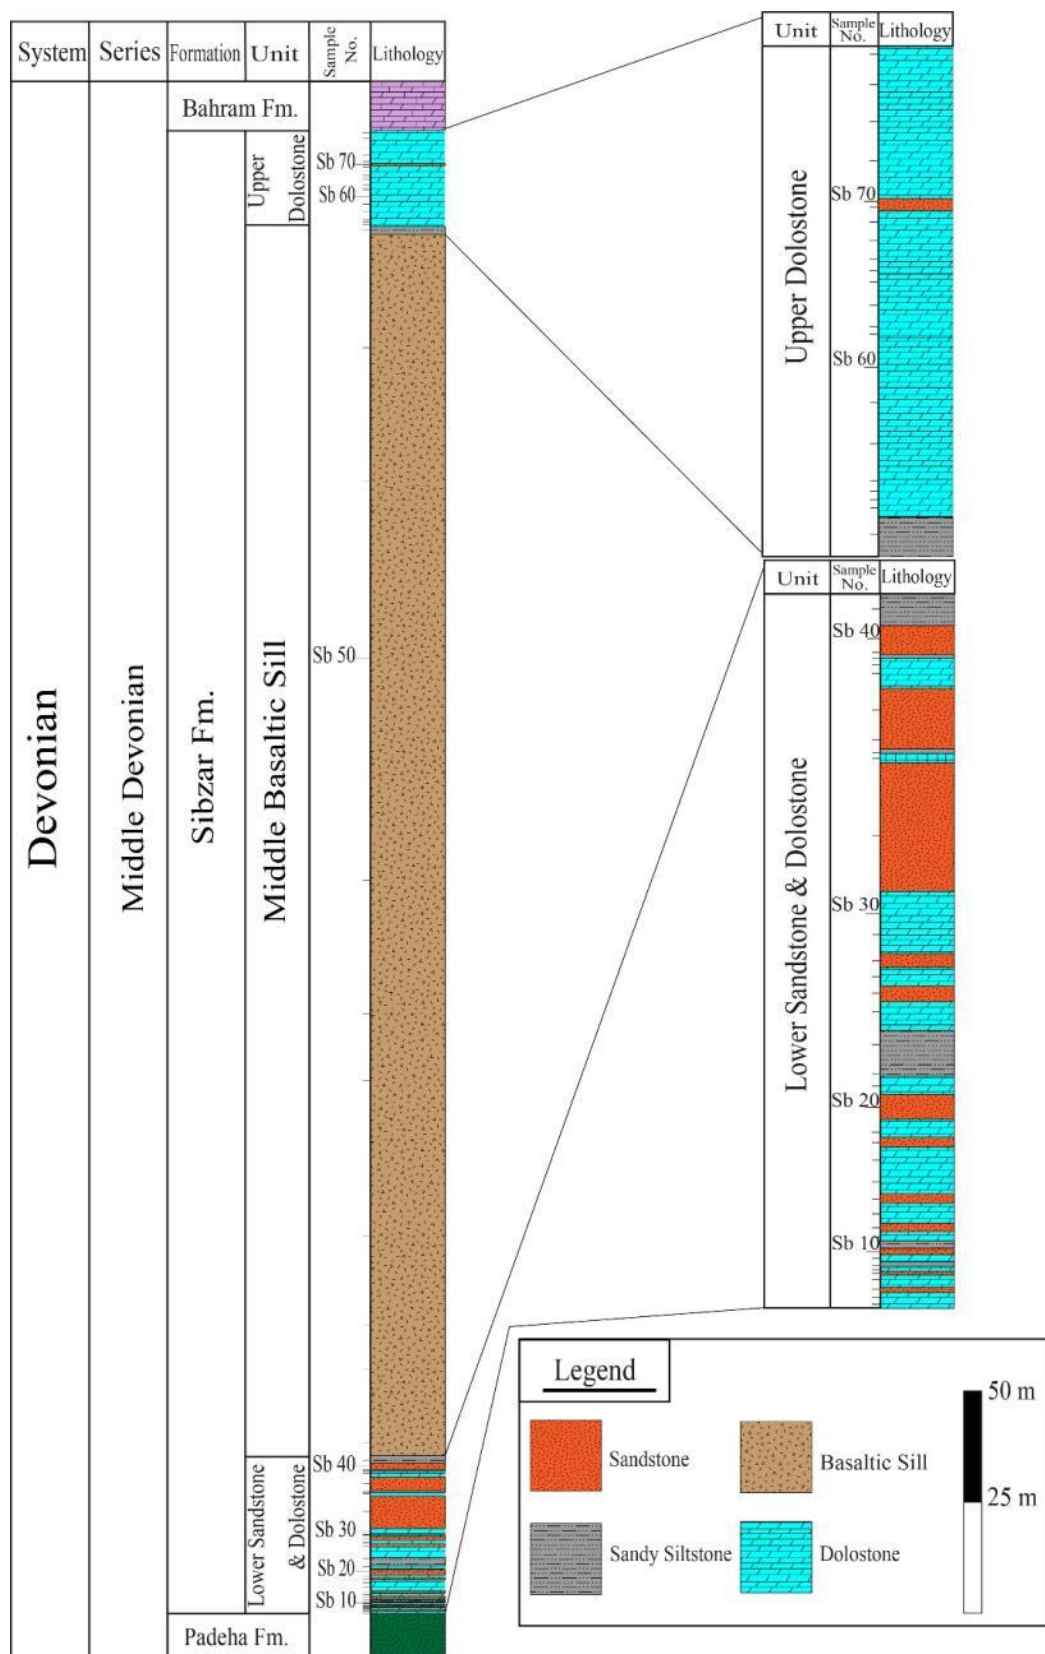 System
Series
Formation
Unit
Sample
No.
Lithology
Bahram Fm.
Devonian
Middle Devonian
Sibzar Fm.
Upper
Dolostone
Middle Basaltic Sill
Lower Sandstone
& Dolostone
Sb 70
Sb 60
Sb 50
Sb 40
Sb 30
Sb 20
Sb 10
Padeha Fm.
Unit
Sample
No.
Lithology
Upper Dolostone
Sb 70
Sb 60
Unit
Sample
No.
Lithology
Lower Sandstone & Dolostone
Sb 40
Sb 30
Sb 20
Sb 10
Legend
Sandstone
Basaltic Sill
Sandy Siltstone
Dolostone
50 m
25 m